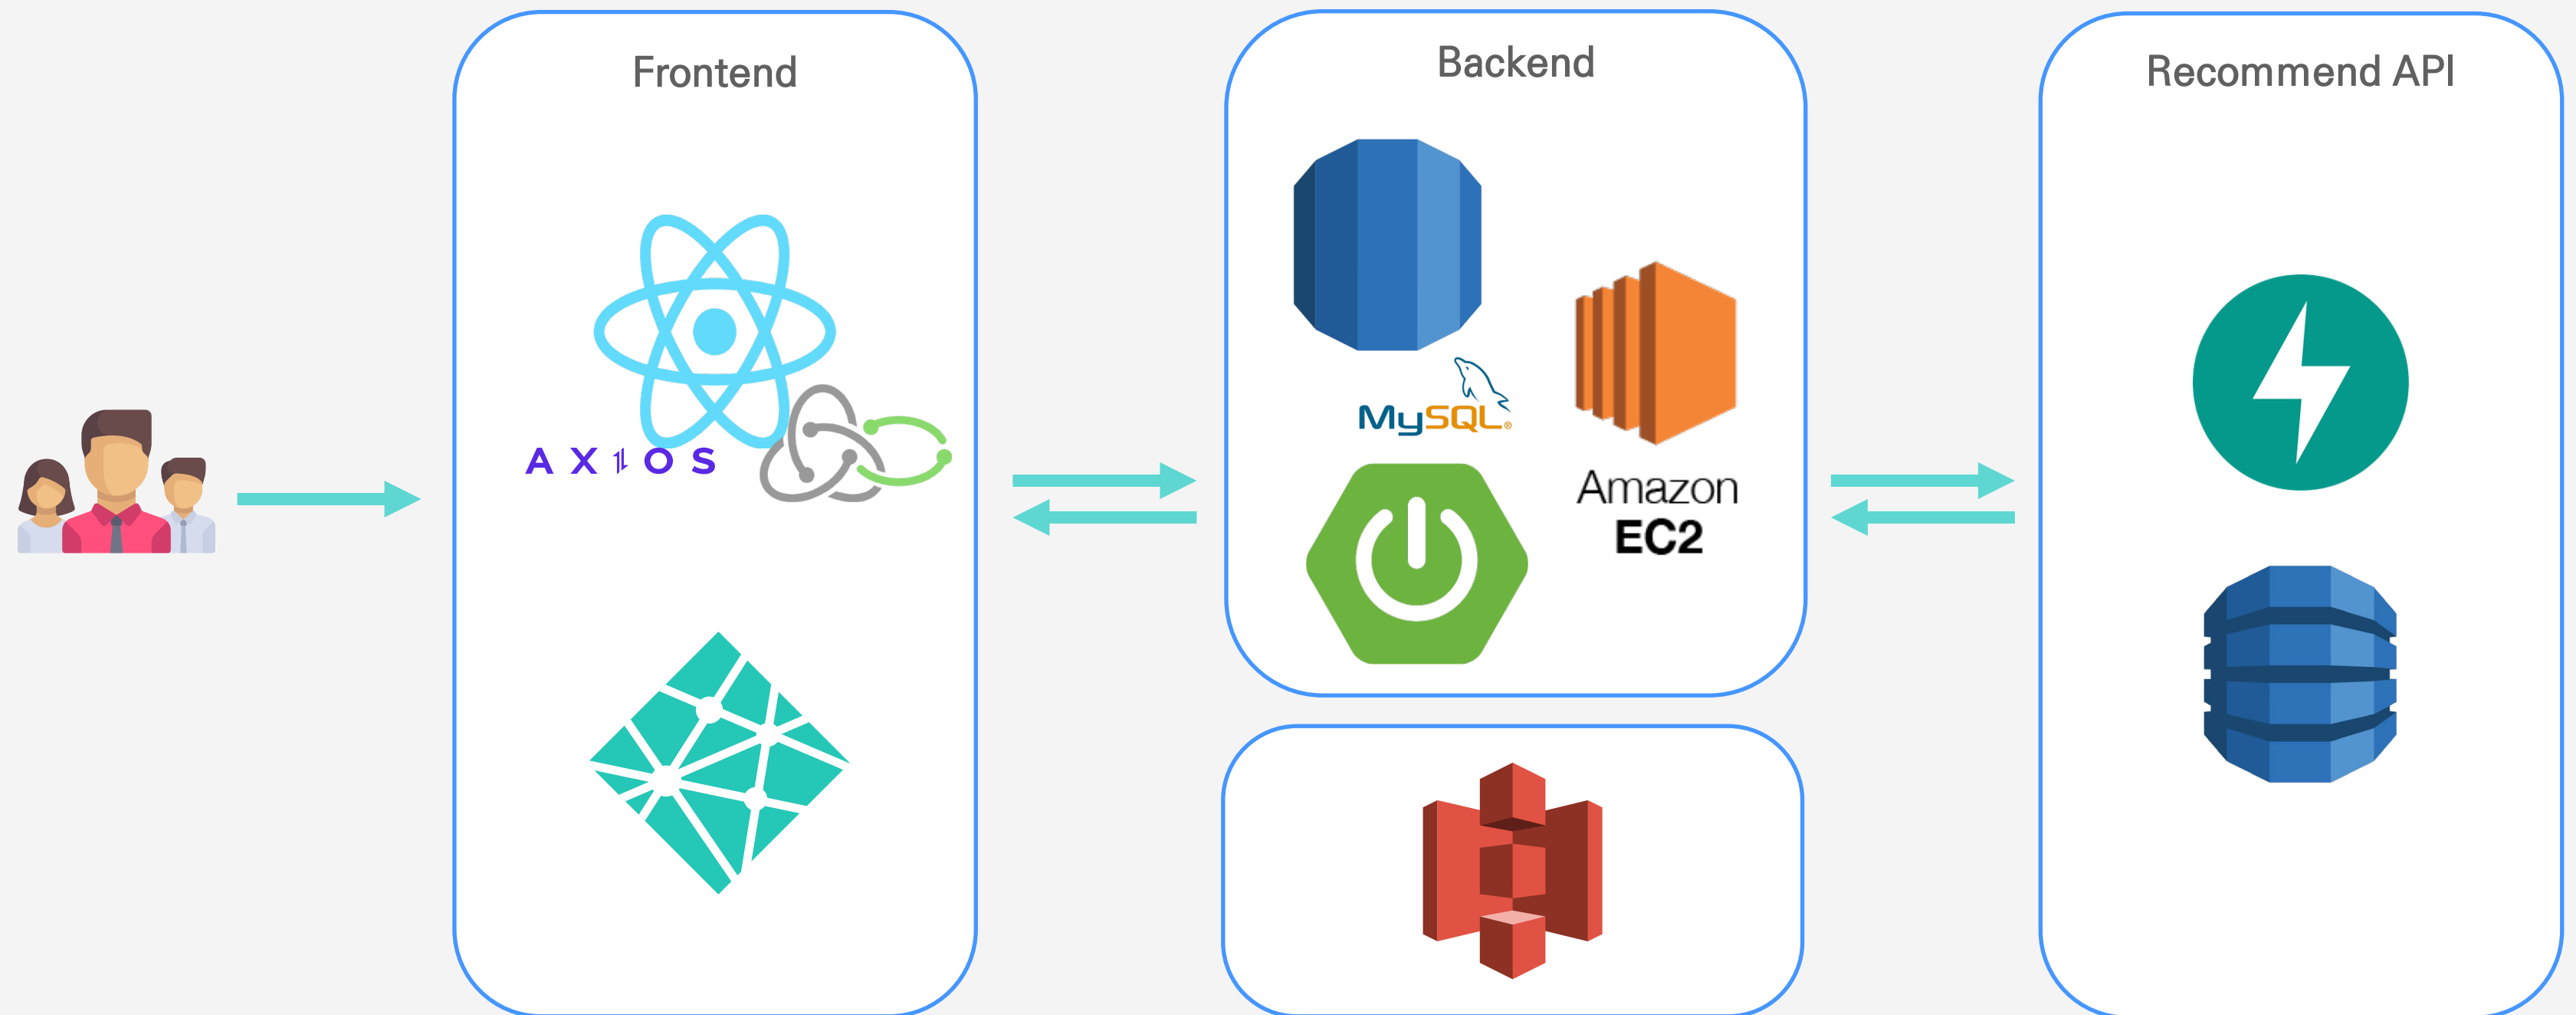 Frontend
Backend
Recommend API
AXIOS
MySQL®
Amazon
EC2